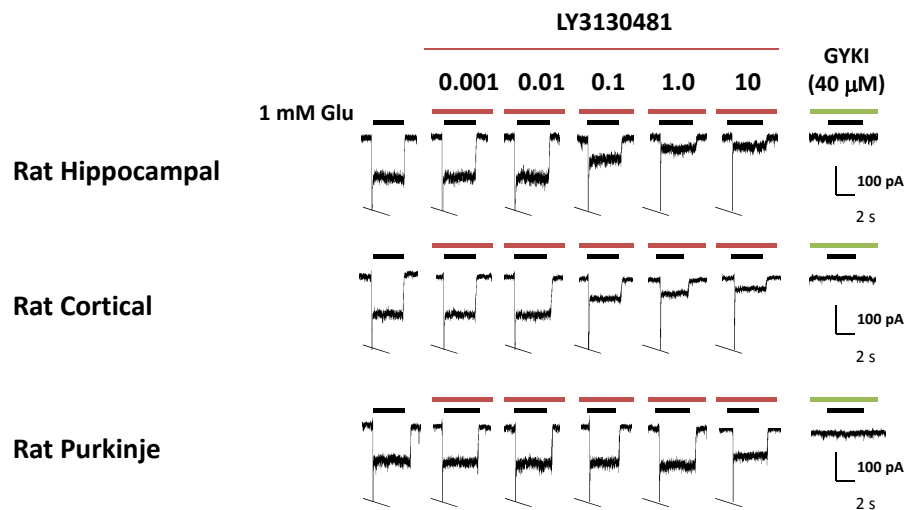 LY3130481
GYKI
(40 μM)
0.001 0.01 0.1 1.0 10
1 mM Glu
Rat Hippocampal
100 pA
2 s
Rat Cortical
100 pA
2 s
Rat Purkinje
100 pA
2 s